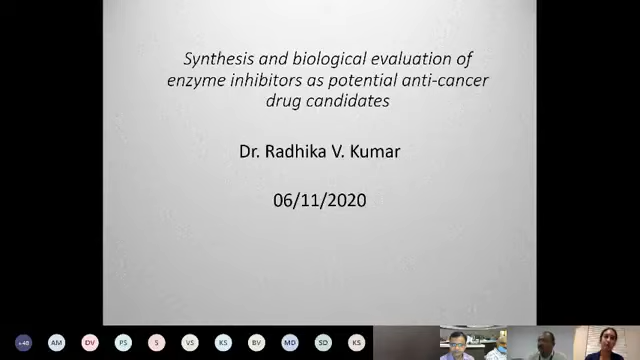 Synthesis and biological evaluation of
enzyme inhibitors as potential anti-cancer
drug candidates
Dr. Radhika V. Kumar
06/11/2020
+49 AM DV PS S VS KS BV MD SD KS